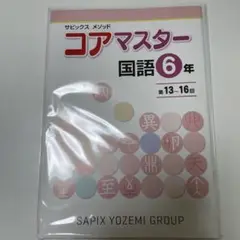 サピックス メソッド
コアマスター
国語6年
第13-16回
SAPIX YOZEMI GROUP